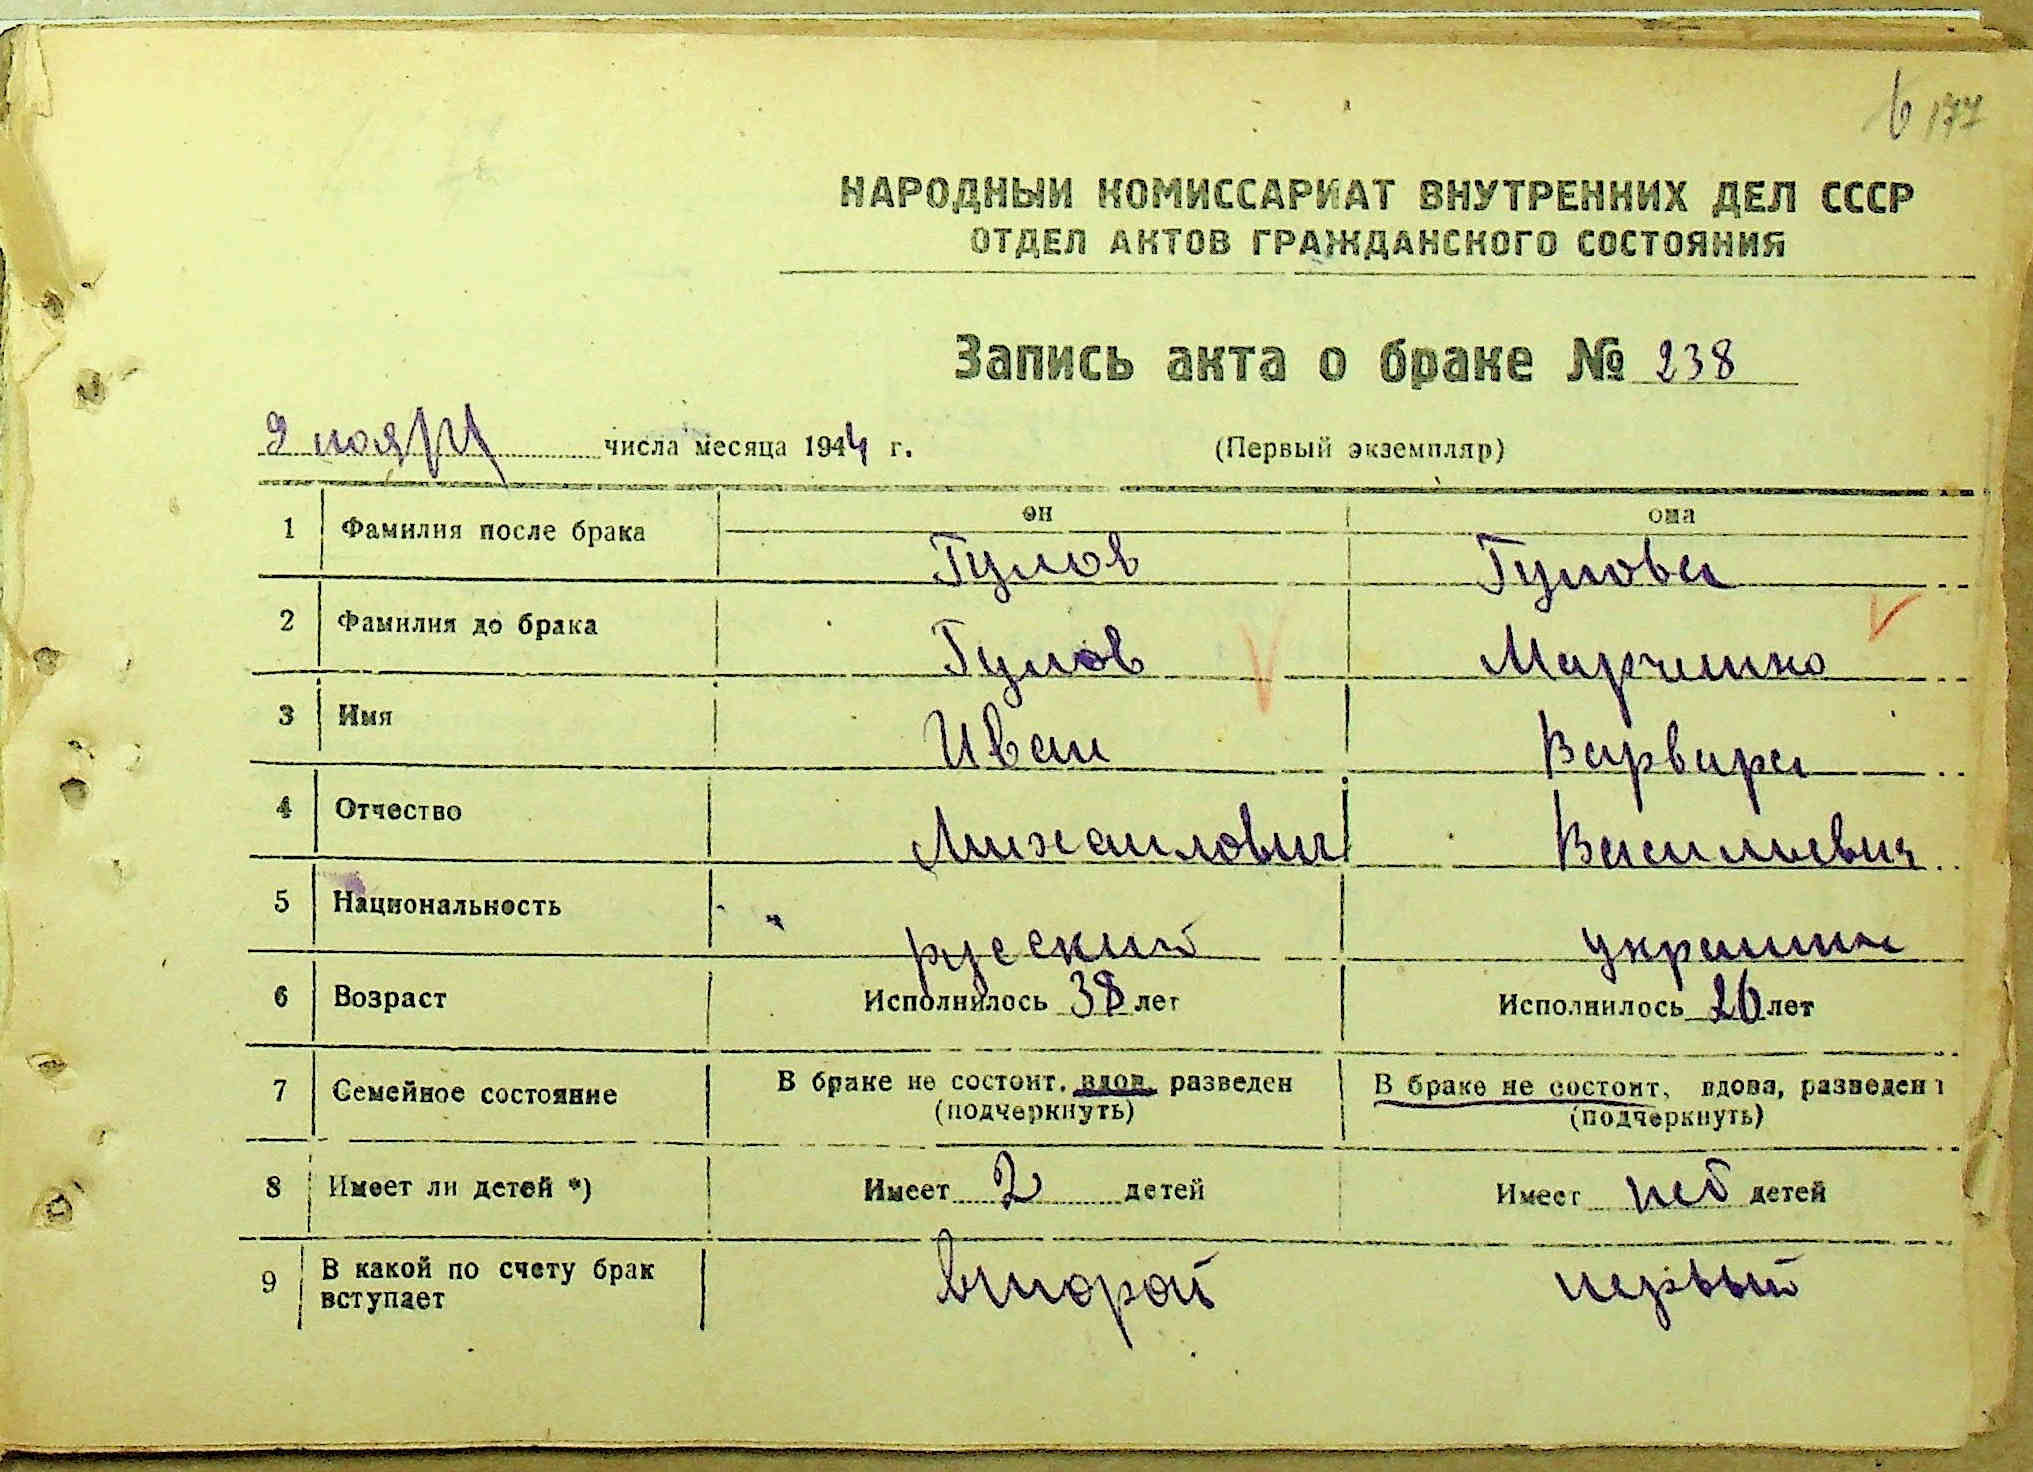 6 177
НАРОДНЫЙ КОМИССАРИАТ ВНУТРЕННИХ ДЕЛ СССР
ОТДЕЛ АКТОВ ГРАЖДАНСКОГО СОСТОЯНИЯ
Запись акта о браке № 238
9 ноября числа месяца 1944 г. (Первый экземпляр)
он она
1 Фамилия после брака Гулов Гулова
2 Фамилия до брака Гулов Марченко
3 Имя Иван Варвара
4 Отчество Михаилович Васильевич
5 Национальность русский украин
6 Возраст Исполнилось 38 лет Исполнилось 26 лет
7 Семейное состояние В браке не состоит, вдов, разведен В браке не состоит, вдова, разведен
(подчеркнуть) (подчеркнуть)
8 Имеет ли детей *) Имеет 2 детей Имеет нет детей
9 В какой по счету брак второй первый
вступает